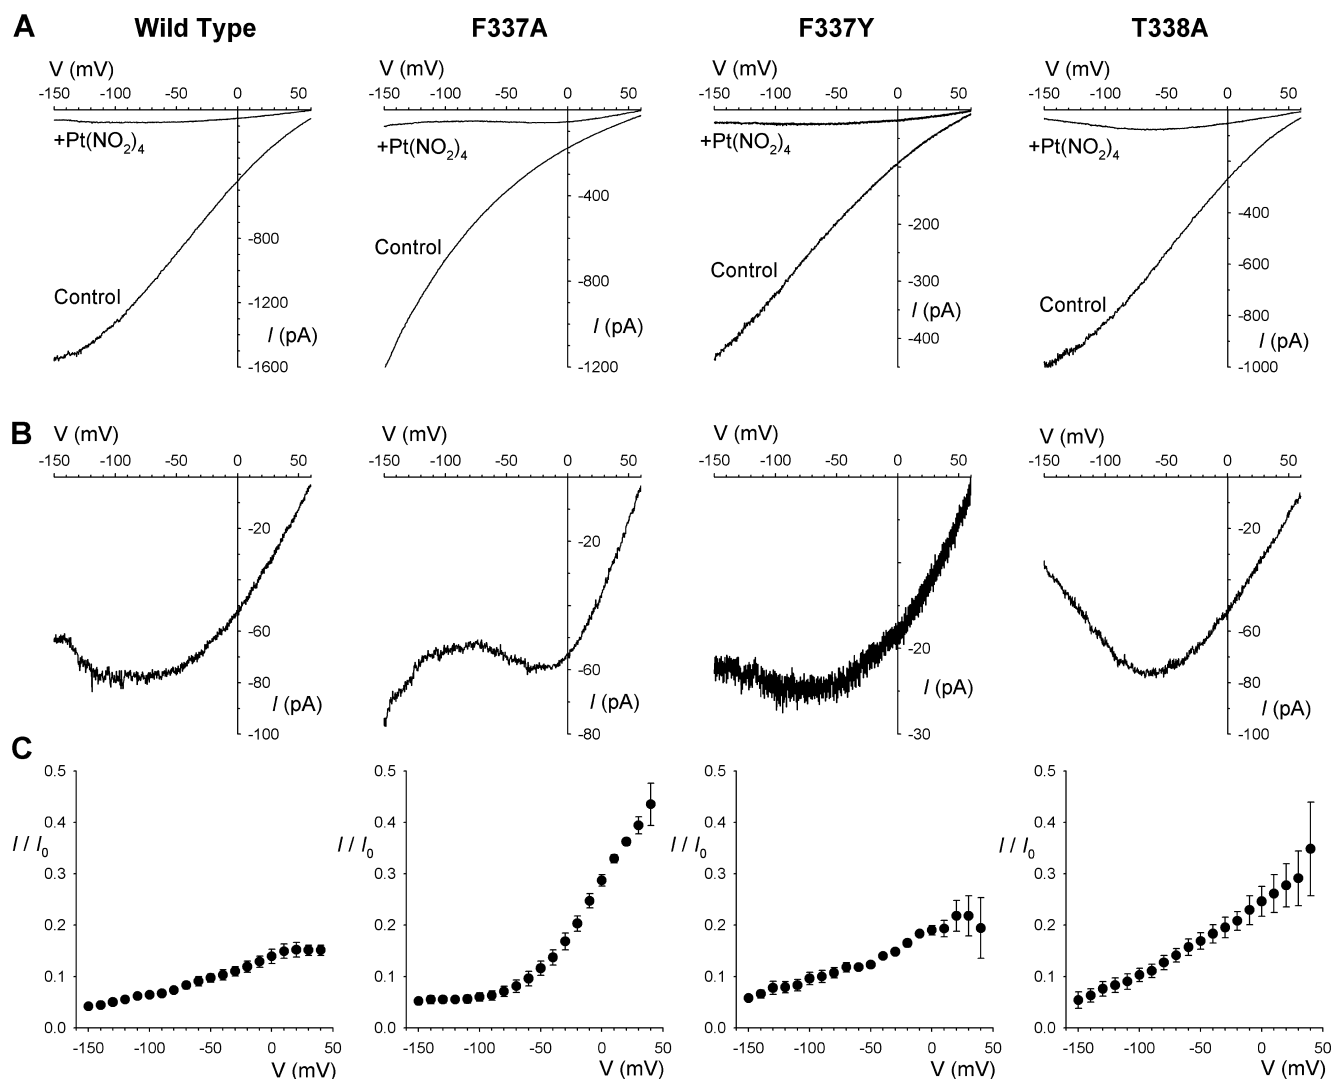 A Wild Type F337A F337Y T338A
V (mV) V (mV) V (mV) V (mV)
-150 -100 -50 0 50 -150 -100 -50 0 50 -150 -100 -50 0 50 -150 -100 -50 0 50
+Pt(NO2)4 +Pt(NO2)4 +Pt(NO2)4 +Pt(NO2)4
-400 -200 -400
-800 Control Control -600
Control -1200 -800 -300 Control -800
I (pA) I (pA) -400 I (pA) I (pA)
-1600 -1200 -1000
B V (mV) V (mV) V (mV) V (mV)
-150 -100 -50 0 50 -150 -100 -50 0 50 -150 -100 -50 0 50 -150 -100 -50 0 50
-20 -20 -20
-60 -60 -20 -60
-80 -80
I (pA) I (pA) I (pA) I (pA)
-100 -80 -30 -100
C
0.5 0.5 0.5 0.5
0.4 0.4 0.4 0.4
I / I0 I / I0 I / I0 I / I0
0.3 0.3 0.3 0.3
0.2 0.2 0.2 0.2
0.1 0.1 0.1 0.1
0.0 0.0 0.0 0.0
-150 -100 -50 0 50 -150 -100 -50 0 50 -150 -100 -50 0 50 -150 -100 -50 0 50
V (mV) V (mV) V (mV) V (mV)